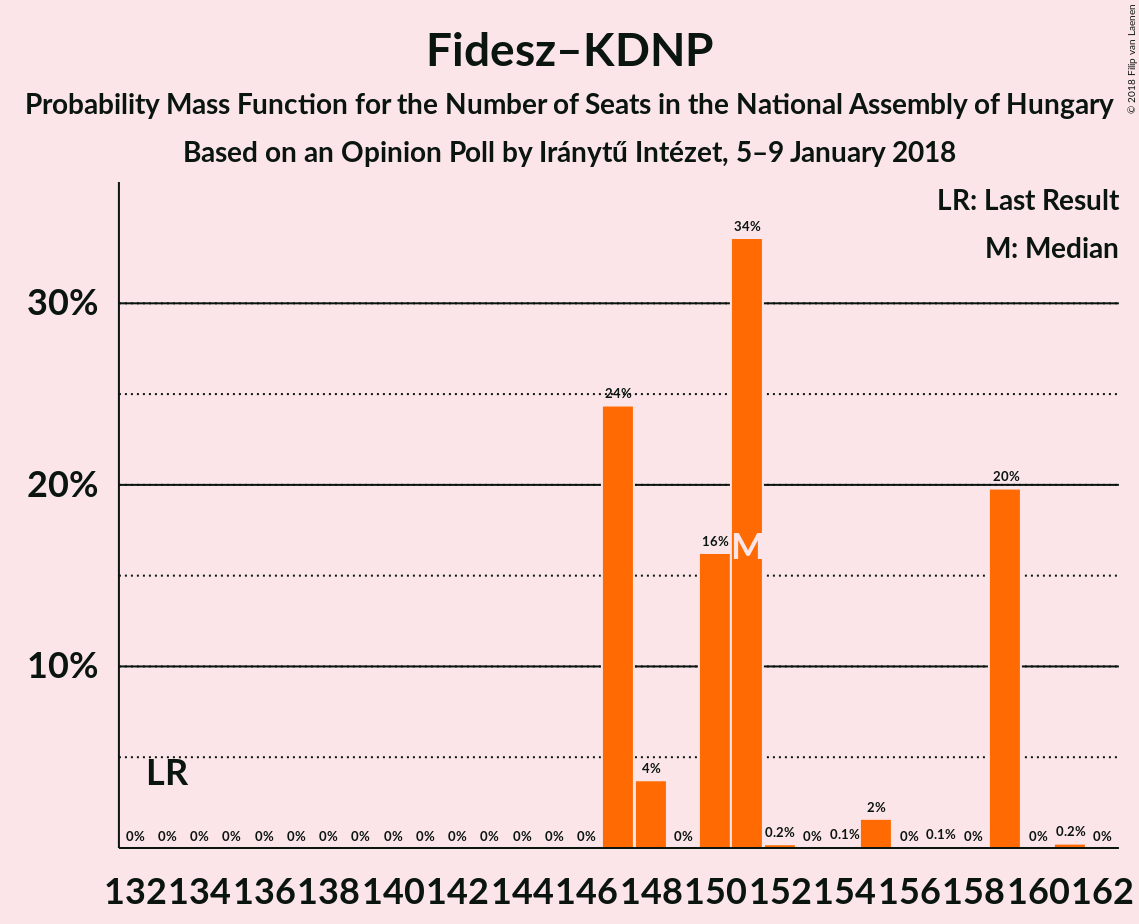 Fidesz–KDNP
Probability Mass Function for the Number of Seats in the National Assembly of Hungary
Based on an Opinion Poll by Iránytű Intézet, 5–9 January 2018
© 2018 Filip van Laenen
LR: Last Result
M: Median
34%
30%
24%
20%
20%
16%
M
10%
LR
4%
2%
0% 0% 0% 0% 0% 0% 0% 0% 0% 0% 0% 0% 0% 0% 0% 0.2% 0% 0.1% 0% 0.1% 0% 0% 0.2% 0%
132 134 136 138 140 142 144 146 148 150 152 154 156 158 160 162